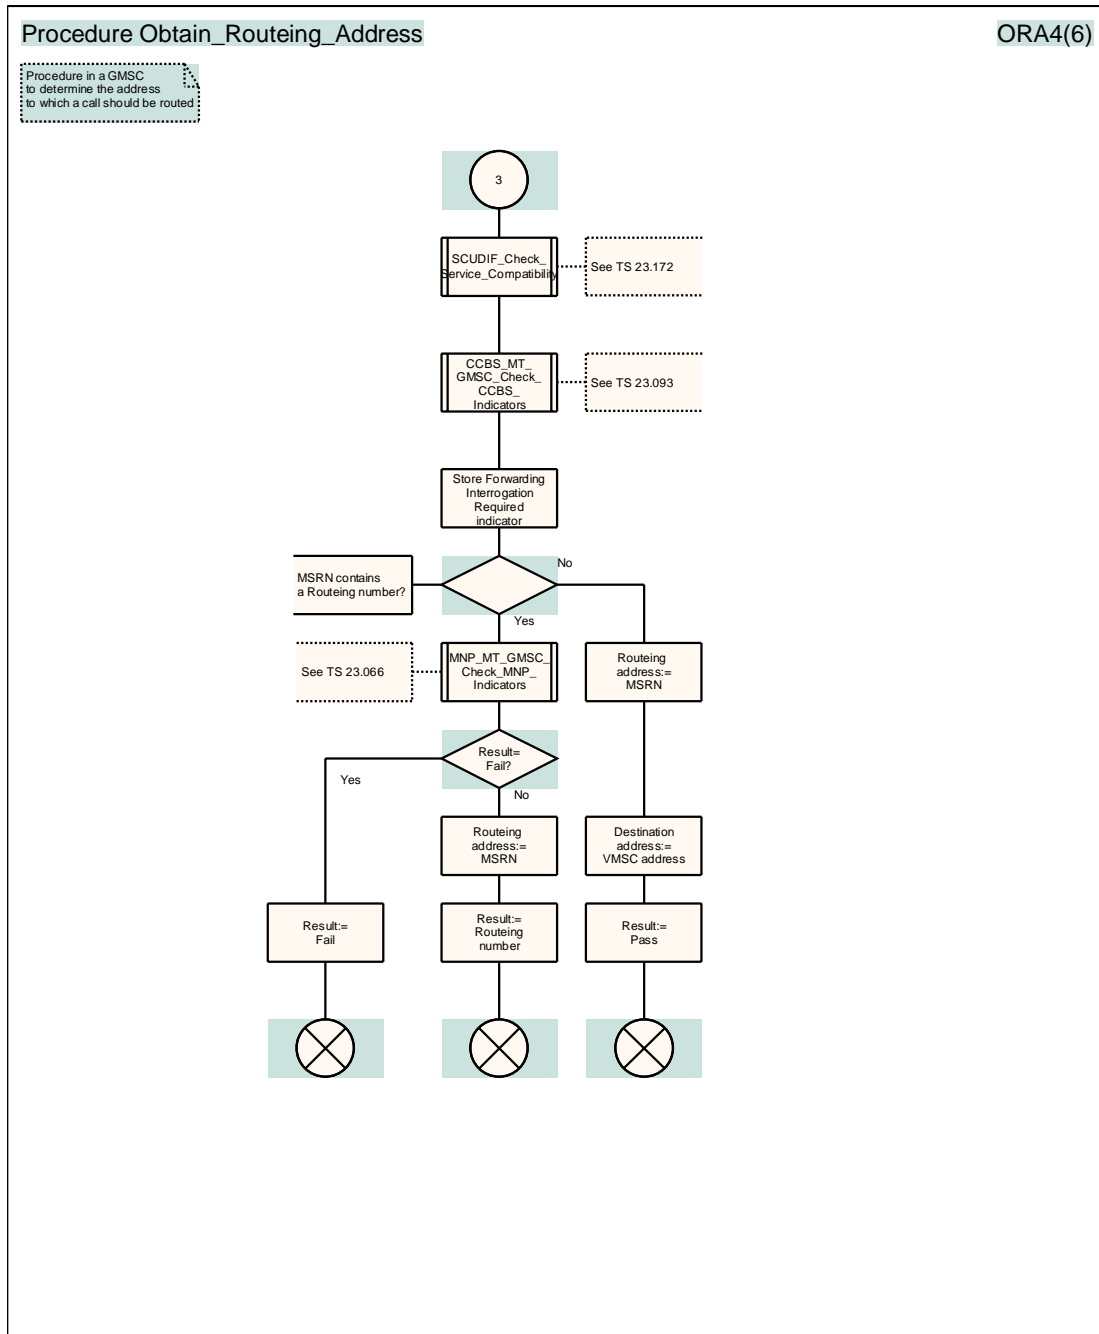 Procedure Obtain_Routeing_Address
ORA4(6)
Procedure in a GMSC
to determine the address
to which a call should be routed
3
SCUDIF_Check_
Service_Compatibility
See TS 23.172
CCBS_MT_
GMSC_Check_
CCBS_
Indicators
See TS 23.093
Store Forwarding
Interrogation
Required
indicator
MSRN contains
a Routeing number?
No
Yes
See TS 23.066
MNP_MT_GMSC_
Check_MNP_
Indicators
Routeing
address:=
MSRN
Result=
Fail?
Yes
No
Routeing
address:=
MSRN
Destination
address:=
VMSC address
Result:=
Fail
Result:=
Routeing
number
Result:=
Pass